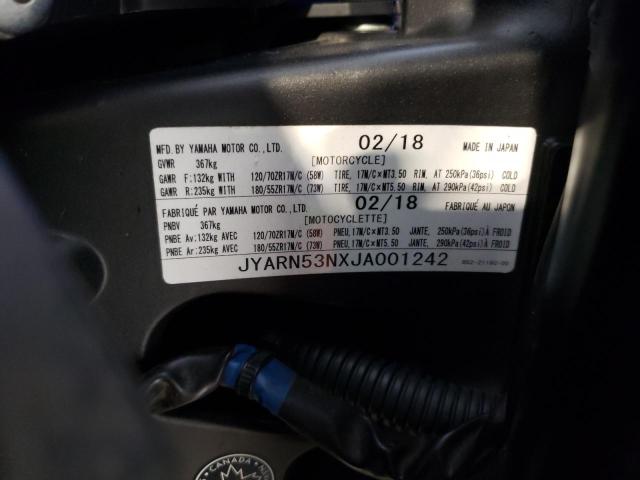 MFD. BY YAMAHA MOTOR CO., LTD. 02/18 MADE IN JAPAN
GVWR 367kg [MOTORCYCLE]
GAWR F:132kg WITH 120/70ZR17M/C (58W) TIRE, 17M/C×MT3.50 RIM, AT 250kPa(36psi) COLD
GAWR R:235kg WITH 180/55ZR17M/C (73W) TIRE, 17M/C×MT5.50 RIM, AT 290kPa(42psi) COLD
FABRIQUÉ PAR YAMAHA MOTOR CO., LTD. 02/18 FABRIQUÉ AU JAPON
PNBV 367kg [MOTOCYCLETTE]
PNBE Av:132kg AVEC 120/70ZR17M/C (58W) PNEU, 17M/C×MT3.50 JANTE, 250kPa(36psi)À FROID
PNBE Ar:235kg AVEC 180/55ZR17M/C (73W) PNEU, 17M/C×MT5.50 JANTE, 290kPa(42psi)À FROID
JYARN53NXJA001242
CANADA